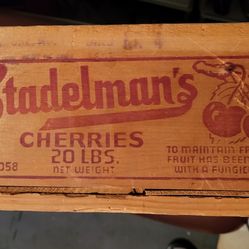 Stadelman's
CHERRIES
20 LBS.
NET WEIGHT
058
TO MAINTAIN FR
FRUIT HAS BEEN
WITH A FUNGIC